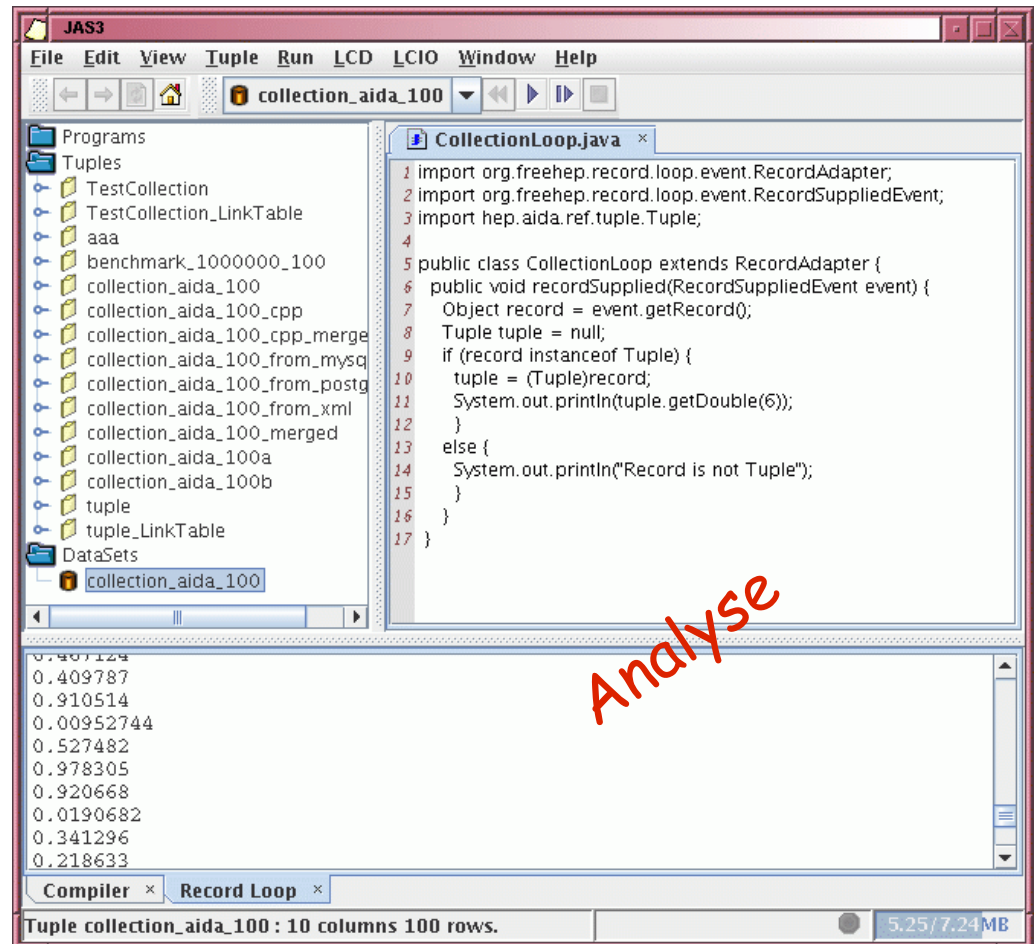 JAS3
File Edit View Tuple Run LCD LCIO Window Help
collection_aida_100
Programs
Tuples
TestCollection
TestCollection_LinkTable
aaa
benchmark_1000000_100
collection_aida_100
collection_aida_100_cpp
collection_aida_100_cpp_merge
collection_aida_100_from_mysq
collection_aida_100_from_postg
collection_aida_100_from_xml
collection_aida_100_merged
collection_aida_100a
collection_aida_100b
tuple
tuple_LinkTable
DataSets
collection_aida_100
CollectionLoop.java ×
1 import org.freehep.record.loop.event.RecordAdapter;
2 import org.freehep.record.loop.event.RecordSuppliedEvent;
3 import hep.aida.ref.tuple.Tuple;
4
5 public class CollectionLoop extends RecordAdapter {
6 public void recordSupplied(RecordSuppliedEvent event) {
7 Object record = event.getRecord();
8 Tuple tuple = null;
9 if (record instanceof Tuple) {
10 tuple = (Tuple)record;
11 System.out.println(tuple.getDouble(6));
12 }
13 else {
14 System.out.println("Record is not Tuple");
15 }
16 }
17 }
Analyse
0.467124
0.409787
0.910514
0.00952744
0.527482
0.978305
0.920668
0.0190682
0.341296
0.218633
Compiler × Record Loop ×
Tuple collection_aida_100 : 10 columns 100 rows.
5.25/7.24MB